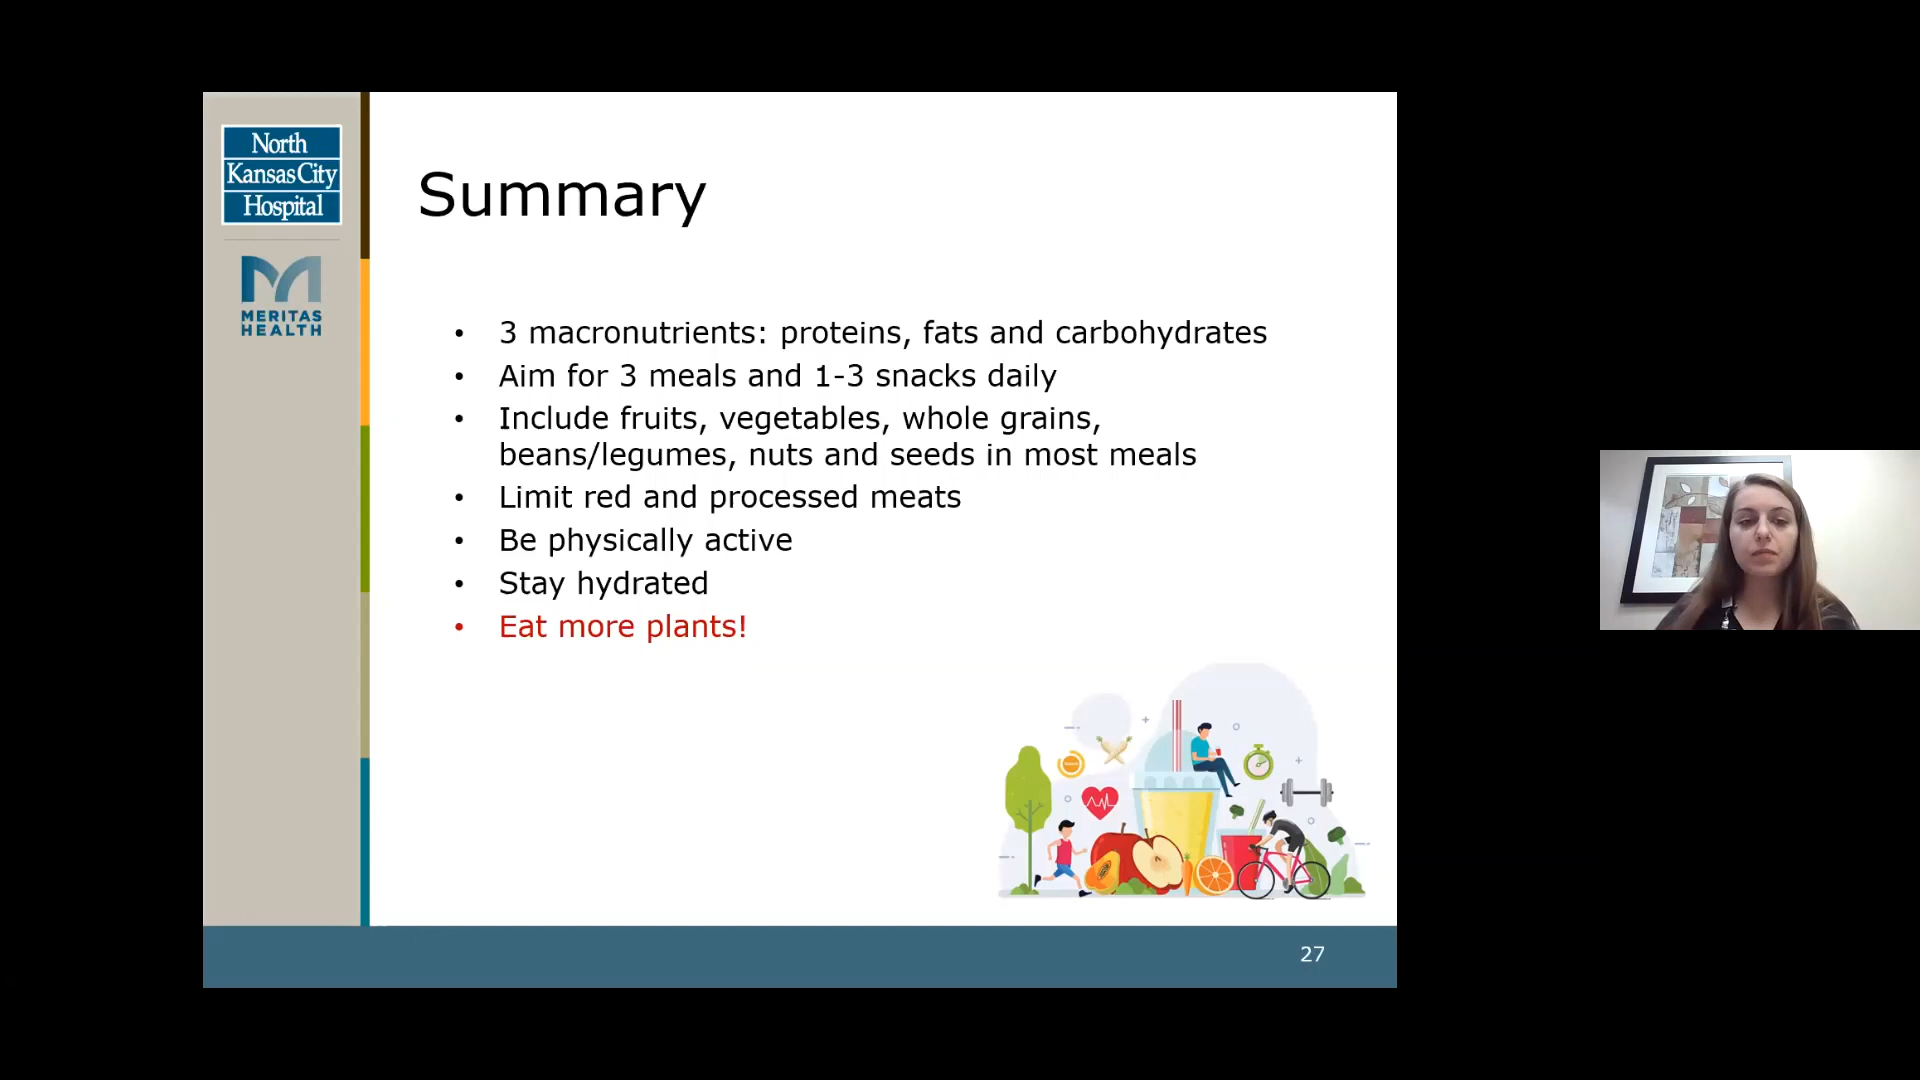 North
Kansas City
Hospital
MERITAS
HEALTH
Summary
• 3 macronutrients: proteins, fats and carbohydrates
• Aim for 3 meals and 1-3 snacks daily
• Include fruits, vegetables, whole grains,
beans/legumes, nuts and seeds in most meals
• Limit red and processed meats
• Be physically active
• Stay hydrated
• Eat more plants!
27